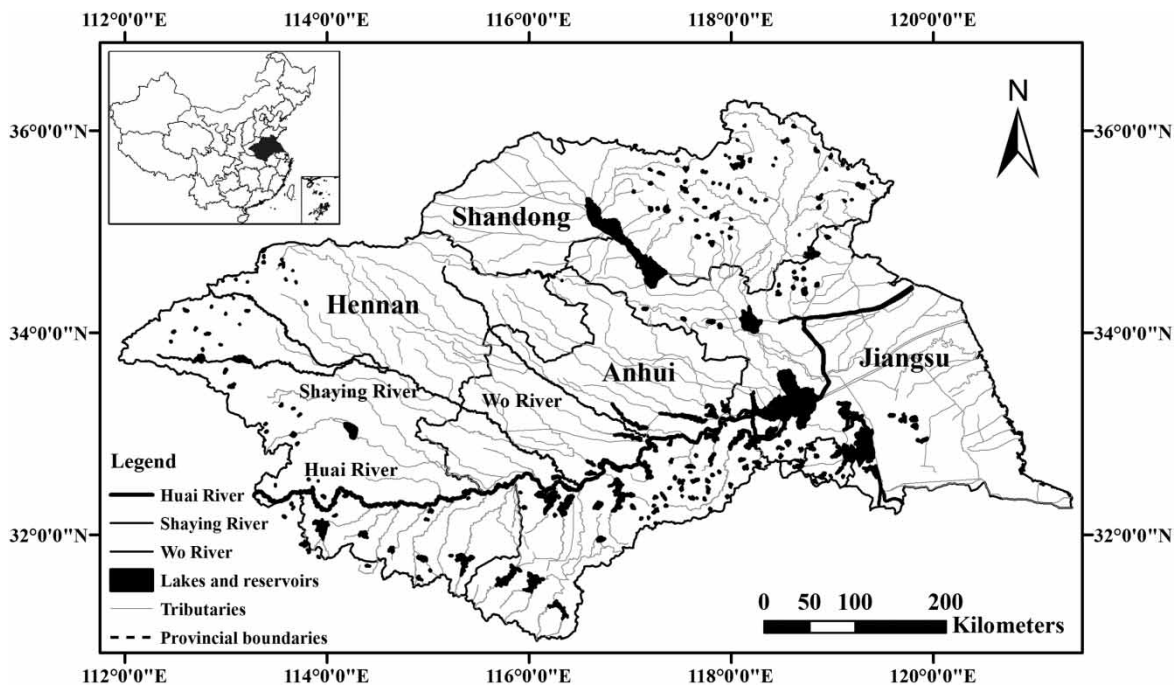 112°0'0"E 114°0'0"E 116°0'0"E 118°0'0"E 120°0'0"E
N
36°0'0"N 36°0'0"N
Shandong
Hennan
34°0'0"N 34°0'0"N
Jiangsu
Anhui
Shaying River
Wo River
Huai River
Legend
Huai River
Shaying River
Wo River
Lakes and reservoirs
Tributaries
Provincial boundaries
32°0'0"N 32°0'0"N
0 50 100 200
Kilometers
112°0'0"E 114°0'0"E 116°0'0"E 118°0'0"E 120°0'0"E